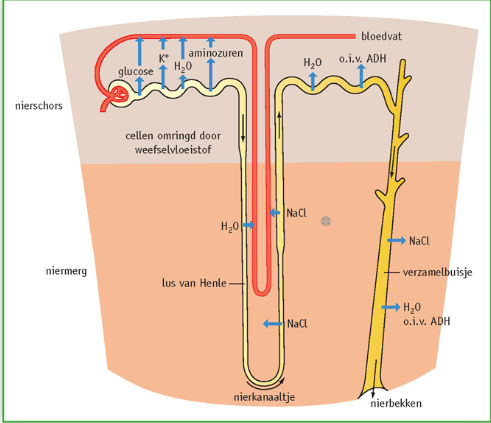 bloedvat
K⁺
aminozuren
H₂O
glucose
H₂O
o.i.v. ADH
nierschors
cellen omringd door
weefselvloeistof
NaCl
H₂O
NaCl
niermerg
verzamelbuisje
lus van Henle
H₂O
o.i.v. ADH
NaCl
nierkanaaltje
nierbekken